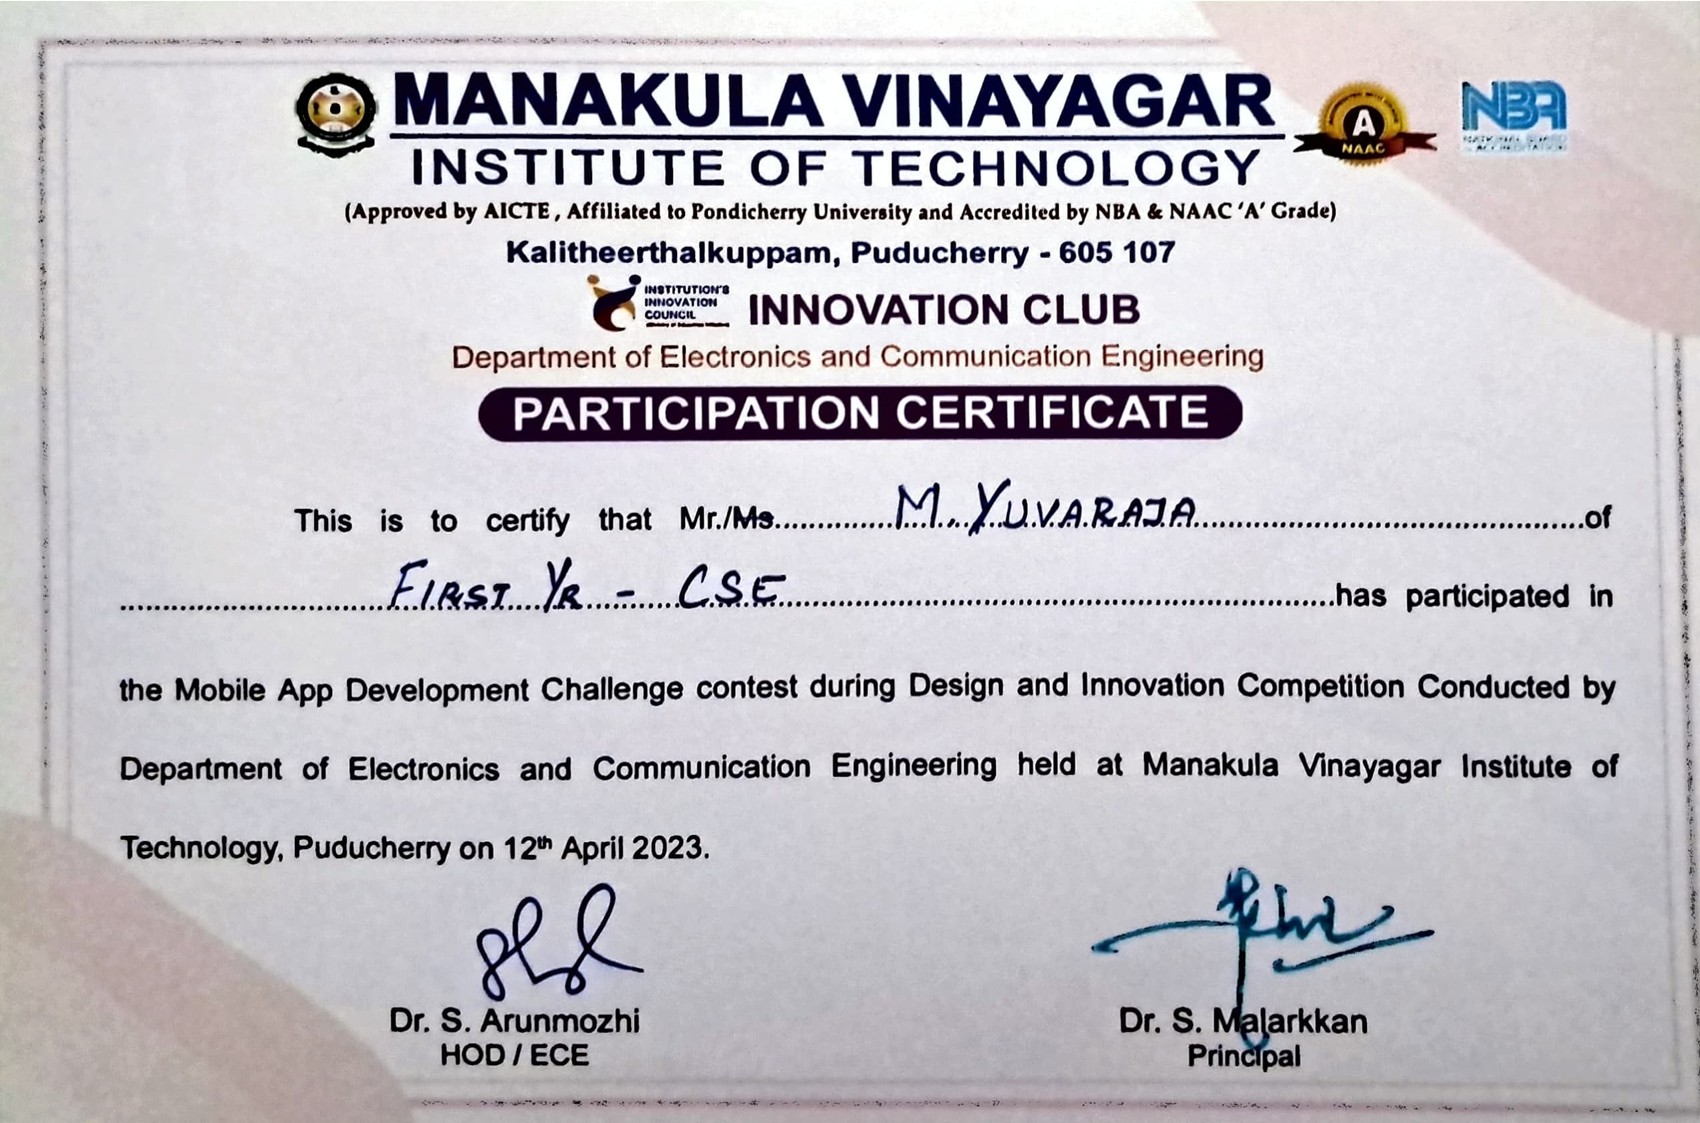 MANAKULA VINAYAGAR
INSTITUTE OF TECHNOLOGY
A
NAAC
NBA
(Approved by AICTE , Affiliated to Pondicherry University and Accredited by NBA & NAAC 'A' Grade)
Kalitheerthalkuppam, Puducherry - 605 107
INSTITUTION'S
INNOVATION
COUNCIL
INNOVATION CLUB
Department of Electronics and Communication Engineering
PARTICIPATION CERTIFICATE
This is to certify that Mr./Ms M. YUVARAJA of
FIRST YR - CSE has participated in
the Mobile App Development Challenge contest during Design and Innovation Competition Conducted by
Department of Electronics and Communication Engineering held at Manakula Vinayagar Institute of
Technology, Puducherry on 12th April 2023.
Dr. S. Arunmozhi
HOD / ECE
Dr. S. Malarkkan
Principal